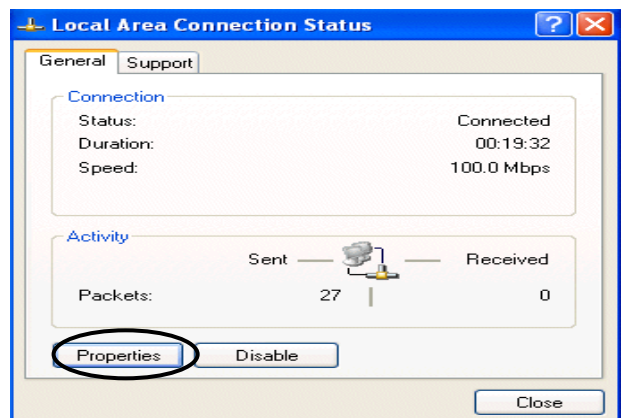 Local Area Connection Status
General Support
Connection
Status: Connected
Duration: 00:19:32
Speed: 100.0 Mbps
Activity
Sent Received
Packets: 27 0
Properties Disable
Close